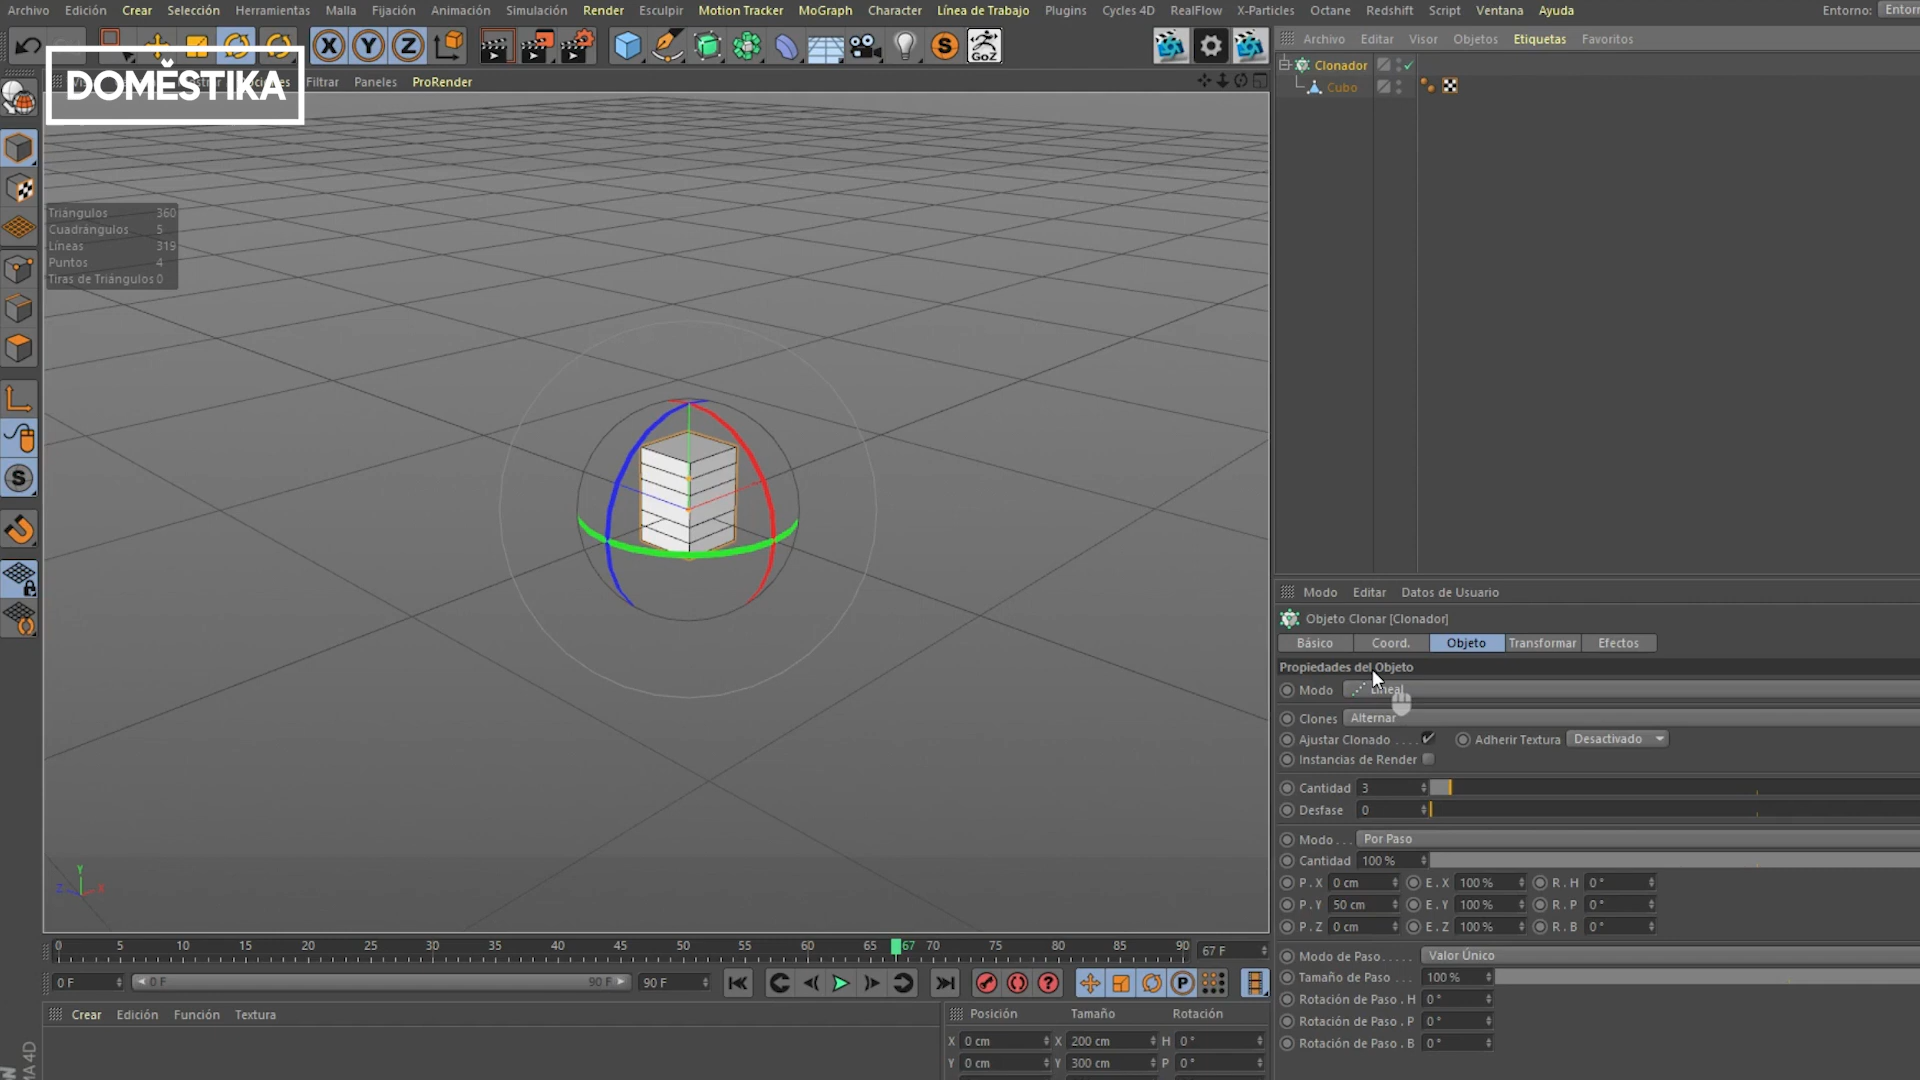 Archivo Edición Crear Selección Herramientas Malla Fijación Animación Simulación Render Esculpir Motion Tracker MoGraph Character Línea de Trabajo Plugins Cycles 4D RealFlow X-Particles Octane Redshift Script Ventana Ayuda Entorno:
X Y Z S GoZ
DOMESTIKA
Filtrar Paneles ProRender
Triángulos 360
Cuadrángulos 5
Líneas 319
Puntos 4
Tiras de Triángulos 0
Archivo Editar Visor Objetos Etiquetas Favoritos
Clonador
Cubo
Modo Editar Datos de Usuario
Objeto Clonar [Clonador]
Básico Coord. Objeto Transformar Efectos
Propiedades del Objeto
Modo Lineal
Clones Alternar
Ajustar Clonado .... Adherir Textura Desactivado
Instancias de Render
Cantidad 3
Desfase 0
Modo... Por Paso
Cantidad 100 %
P . X 0 cm E . X 100 % R . H 0 °
P . Y 50 cm E . Y 100 % R . P 0 °
P . Z 0 cm E . Z 100 % R . B 0 °
Modo de Paso..... Valor Único
Tamaño de Paso ... 100 %
Rotación de Paso . H 0 °
Rotación de Paso . P 0 °
Rotación de Paso . B 0 °
Y
Z X
0 5 10 15 20 25 30 35 40 45 50 55 60 65 67 70 75 80 85 90 67 F
0 F 0 F 90 F 90 F
Crear Edición Función Textura
Posición Tamaño Rotación
X 0 cm X 200 cm H 0 °
Y 0 cm Y 300 cm P 0 °